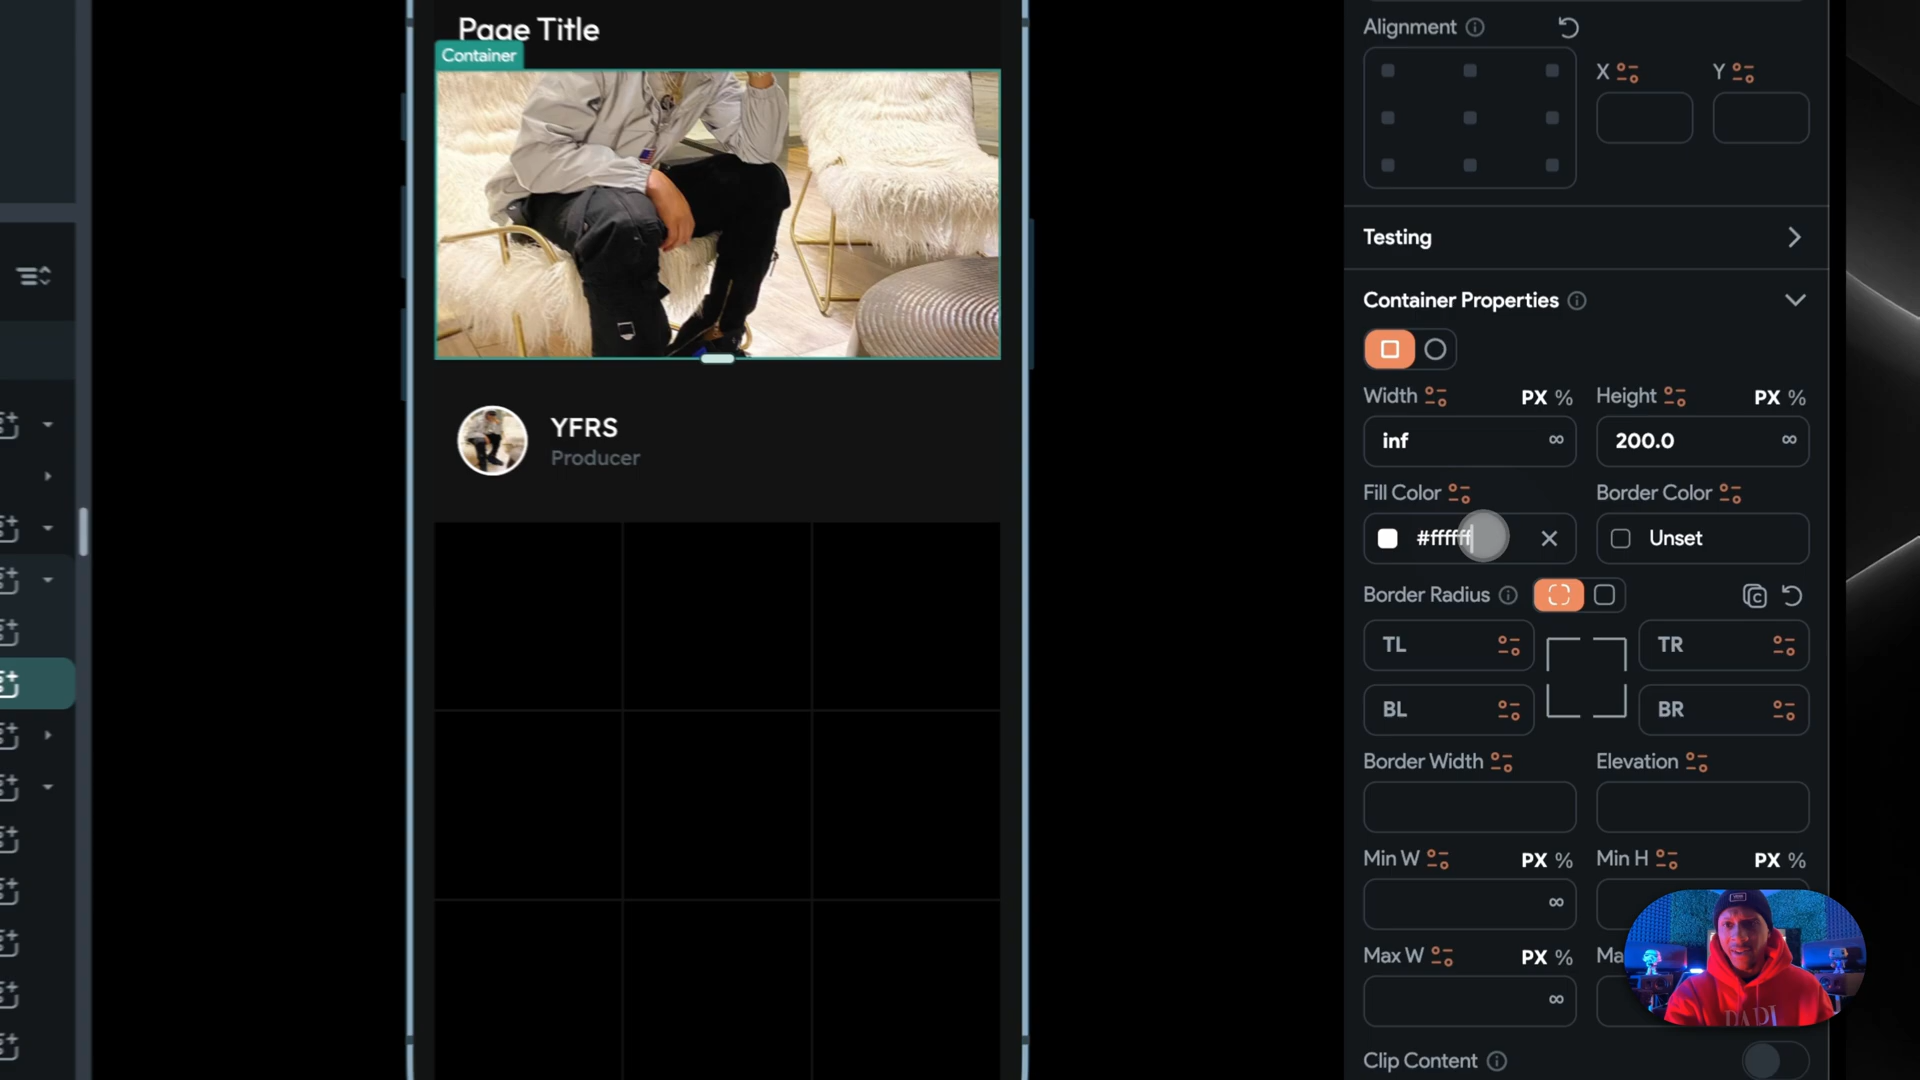 Page Title
Container
YFRS
Producer
Alignment
X
Y
Testing
Container Properties
Width PX %
Height PX %
inf ∞
200.0 ∞
Fill Color
Border Color
#ffffff
Unset
Border Radius
TL
TR
BL
BR
Border Width
Elevation
Min W PX %
Min H PX %
∞
Max W PX %
Ma
∞
Clip Content